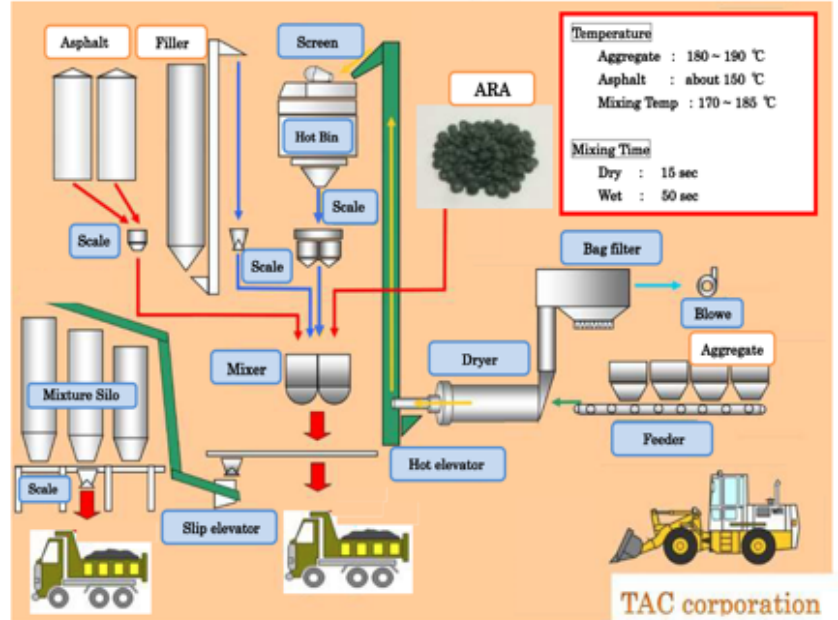 Asphalt
Filler
Screen
Temperature
Aggregate : 180 ~ 190 ℃
Asphalt : about 150 ℃
Mixing Temp : 170 ~ 185 ℃
Mixing Time
Dry : 15 sec
Wet : 50 sec
ARA
Hot Bin
Scale
Scale
Scale
Bag filter
Blowe
Mixer
Dryer
Aggregate
Mixture Silo
Feeder
Hot elevator
Scale
Slip elevator
TAC corporation